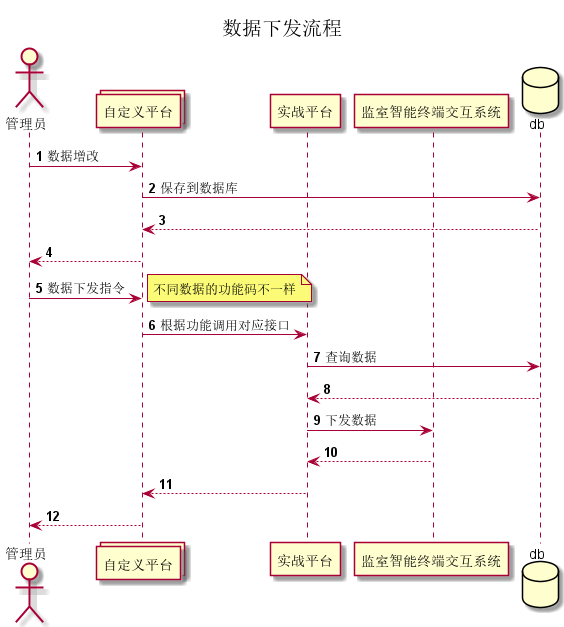 数据下发流程
管理员
自定义平台
实战平台
监室智能终端交互系统
db
1 数据增改
2 保存到数据库
3
4
5 数据下发指令
不同数据的功能码不一样
6 根据功能调用对应接口
7 查询数据
8
9 下发数据
10
11
12
管理员
自定义平台
实战平台
监室智能终端交互系统
db